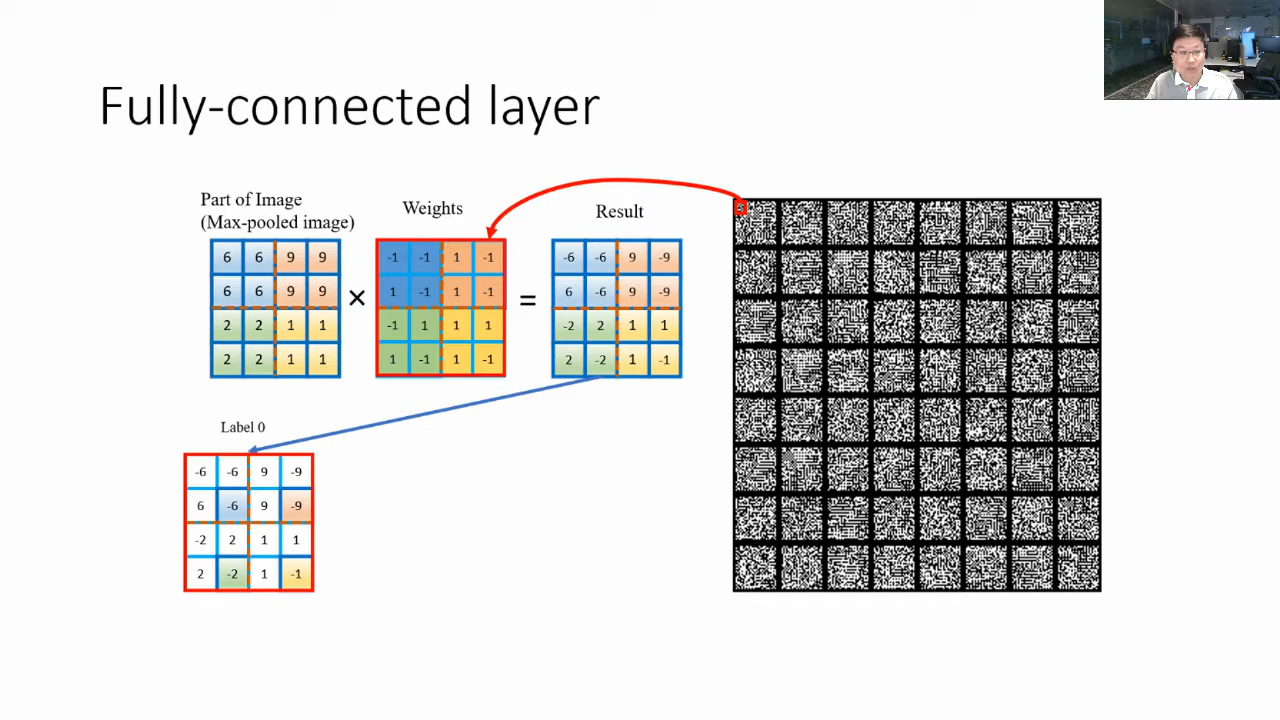 Fully-connected layer
Part of Image
(Max-pooled image)
Weights
Result
6 6 9 9
6 6 9 9
2 2 1 1
2 2 1 1
×
-1 -1 1 -1
1 -1 1 -1
-1 1 1 1
1 -1 1 -1
=
-6 -6 9 -9
6 -6 9 -9
-2 2 1 1
2 -2 1 -1
Label 0
-6 -6 9 -9
6 -6 9 -9
-2 2 1 1
2 -2 1 -1